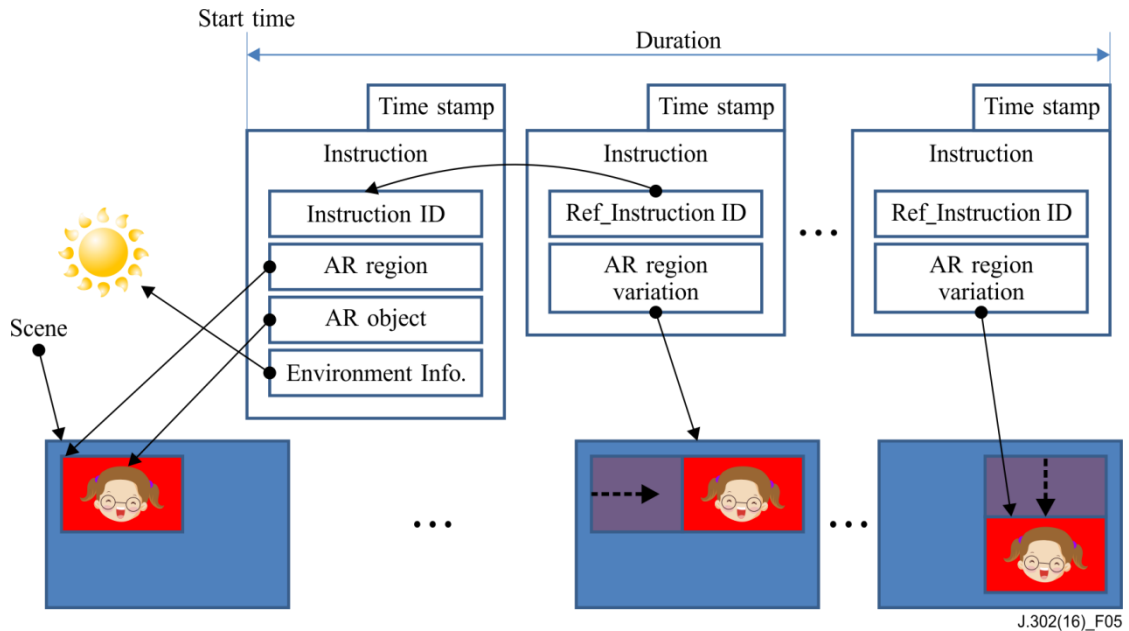 Start time
Duration
Time stamp
Time stamp
Time stamp
Instruction
Instruction
Instruction
Instruction ID
Ref_Instruction ID
Ref_Instruction ID
AR region
AR region
variation
AR region
variation
AR object
Environment Info.
Scene
J.302(16)_F05